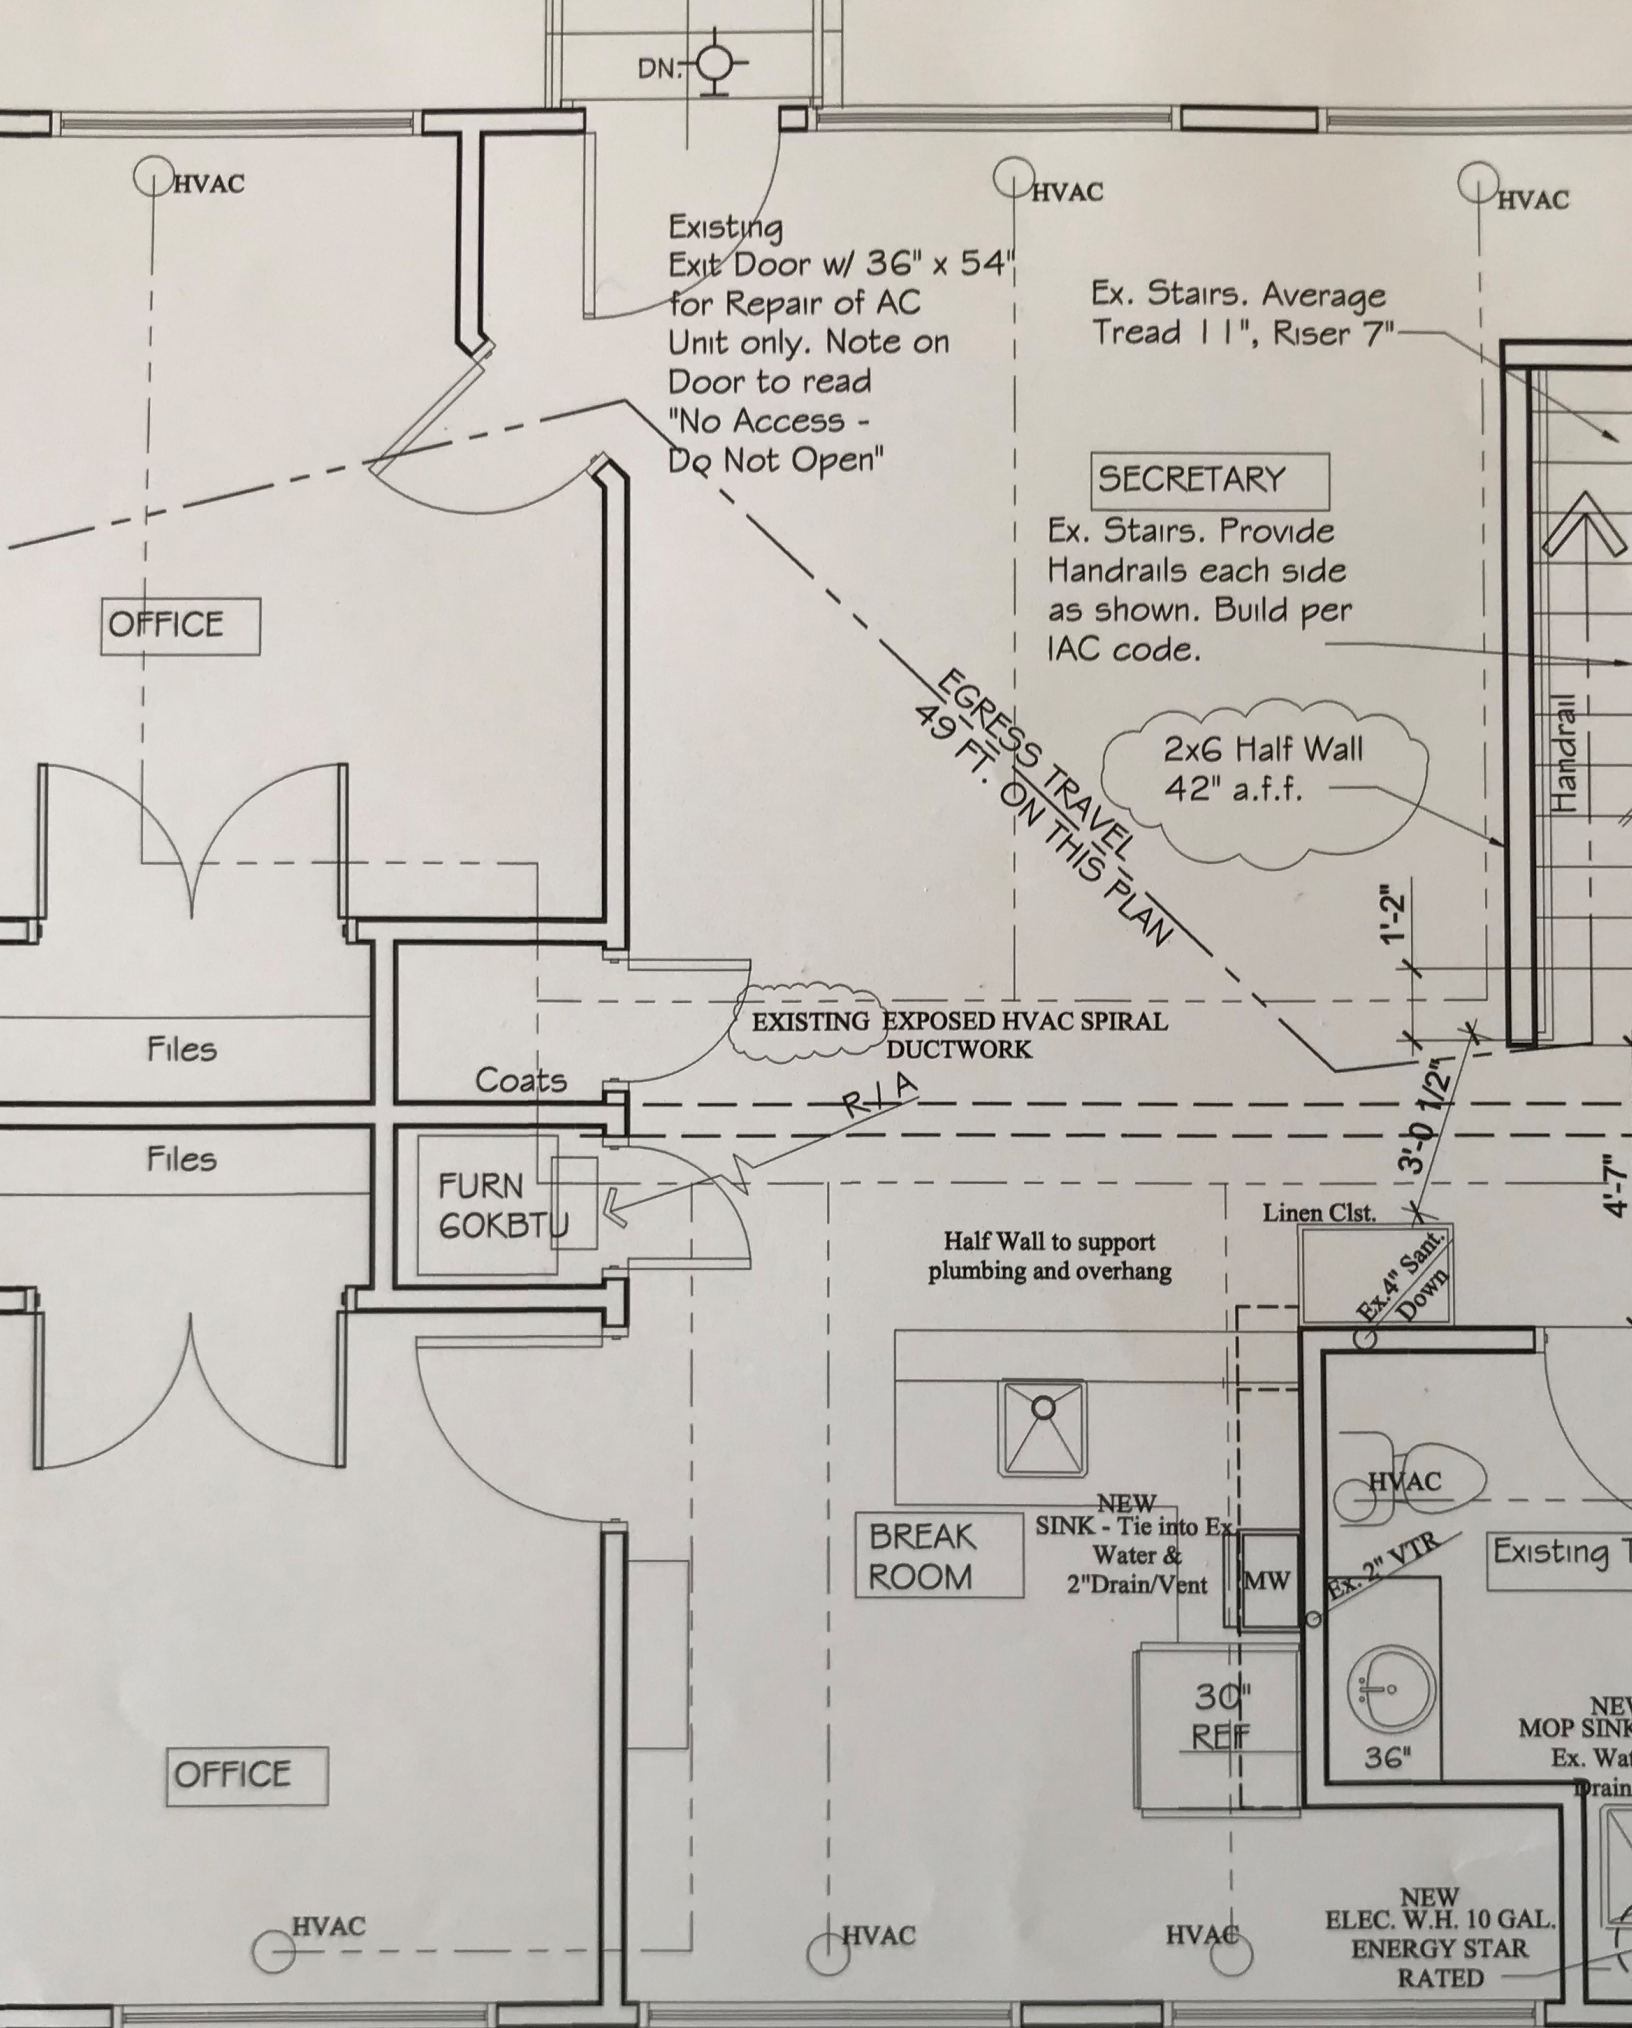 DN.
HVAC
HVAC
HVAC
Existing
Exit Door w/ 36" x 54"
for Repair of AC
Unit only. Note on
Door to read
"No Access -
Do Not Open"
Ex. Stairs. Average
Tread 11", Riser 7"
SECRETARY
Ex. Stairs. Provide
Handrails each side
as shown. Build per
IAC code.
OFFICE
EGRESS TRAVEL
49 FT. ON THIS PLAN
2x6 Half Wall
42" a.f.f.
Handrail
1'-2"
Files
Coats
EXISTING EXPOSED HVAC SPIRAL
DUCTWORK
R/A
3'-0 1/2"
4'-7"
Files
FURN
60KBTU
Linen Clst.
Half Wall to support
plumbing and overhang
Ex.4" Sant.
Down
HVAC
NEW
SINK - Tie into Ex.
Water &
2"Drain/Vent
BREAK
ROOM
MW
Ex. 2" VTR
Existing
30"
REF
36"
MOP SINK
Ex.
OFFICE
HVAC
HVAC
HVAC
NEW
ELEC. W.H. 10 GAL.
ENERGY STAR
RATED